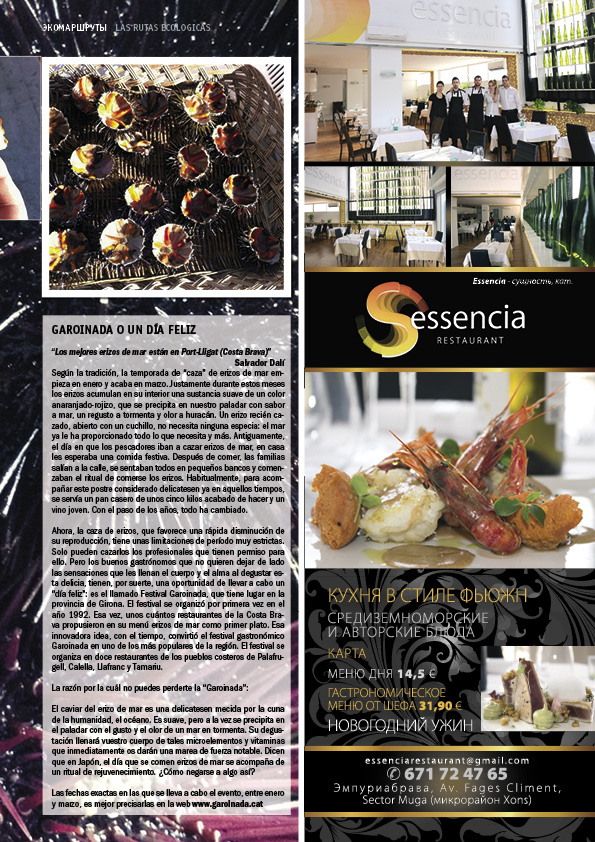 ЭКОМАРШРУТЫ LAS RUTAS ECOLOGICAS
GAROINADA O UN DÍA FELIZ
“Los mejores erizos de mar están en Port-Lligat (Costa Brava)”
Salvador Dalí
Según la tradición, la temporada de “caza” de erizos de mar em-
pieza en enero y acaba en mazo. Justamente durante estos meses
los erizos acumulan en su interior una sustancia suave de un color
anaranjado-rojizo, que se precipita en nuestro paladar con sabor
a mar, un regusto a tormenta y olor a huracán. Un erizo recién ca-
zado, abierto con un cuchillo, no necesita ninguna especia: el mar
ya le ha proporcionado todo lo que necesita y más. Antiguamente,
el día en que los pescadores iban a cazar erizos de mar, en casa
les esperaba una comida festiva. Después de comer, las familias
salían a la calle, se sentaban todos en pequeños bancos y comen-
zaban el ritual de comerse los erizos. Habitualmente, para acom-
pañar este postre considerado delicatesen ya en aquellos tiempos,
se servía un pan casero de unos cinco kilos acabado de hacer y un
vino joven. Con el paso de los años, todo ha cambiado.
Ahora, la caza de erizos, que favorece una rápida disminución de
su reproducción, tiene unas limitaciones de período muy estrictas.
Solo pueden cazarlos los profesionales que tienen permiso para
ello. Pero los buenos gastrónomos que no quieren dejar de lado
las sensaciones que les llenan el cuerpo y el alma al degustar es-
ta delicia, tienen, por suerte, una oportunidad de llevar a cabo un
“día feliz”: es el llamado Festival Garoinada, que tiene lugar en la
provincia de Girona. El festival se organizó por primera vez en el
año 1992. Esa vez, unos cuántos restaurantes de la Costa Bra-
va propusieron en su menú erizos de mar como primer plato. Esa
innovadora idea, con el tiempo, convirtió el festival gastronómico
Garoinada en uno de los más populares de la región. El festival se
organiza en doce restaurantes de los pueblos costeros de Palafru-
gell, Calella, Llafranc y Tamariu.
La razón por la cuál no puedes perderte la “Garoinada”:
El caviar del erizo de mar es una delicatesen mecida por la cuna
de la humanidad, el océano. Es suave, pero a la vez se precipita en
el paladar con el gusto y el olor de un mar en tormenta. Su degus-
tación llenará vuestro cuerpo de tales microelementos y vitaminas
que inmediatamente os darán una marea de fuerza notable. Dicen
que en Japón, el día que se comen erizos de mar se acompaña de
un ritual de rejuvenecimiento. ¿Cómo negarse a algo así?
Las fechas exactas en las que se lleva a cabo el evento, entre enero
y mazo, es mejor precisarlas en la web www.garoinada.cat
essencia
Essencia - сущность, кат.
essencia
RESTAURANT
КУХНЯ В СТИЛЕ ФЬЮЖН
СРЕДИЗЕМНОМОРСКИЕ
И АВТОРСКИЕ БЛЮДА
КАРТА
МЕНЮ ДНЯ 14,5 €
ГАСТРОНОМИЧЕСКОЕ
МЕНЮ ОТ ШЕФА 31,90 €
НОВОГОДНИЙ УЖИН
essenciarestaurant@gmail.com
✆ 671 72 47 65
Эмпуриабрава, Av. Fages Climent,
Sector Muga (микрорайон Xons)